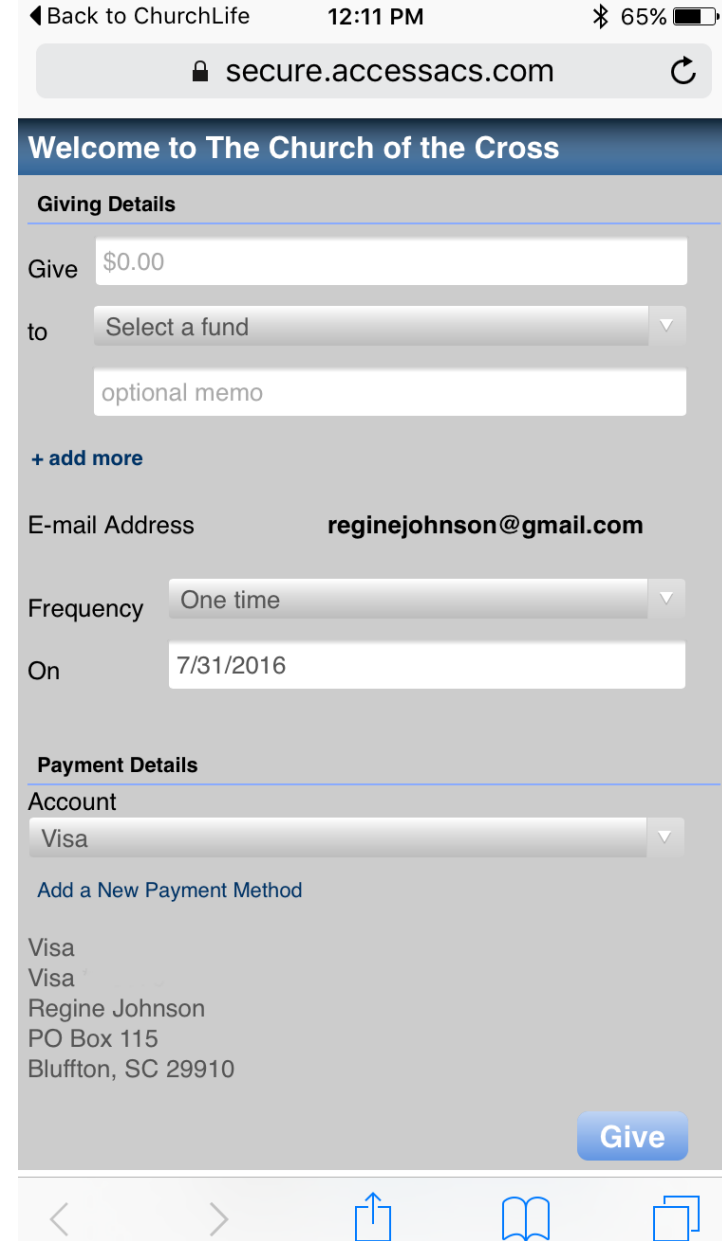 Back to ChurchLife 12:11 PM 65%
secure.accessacs.com
Welcome to The Church of the Cross
Giving Details
Give $0.00
to Select a fund
optional memo
+ add more
E-mail Address reginejohnson@gmail.com
Frequency One time
On 7/31/2016
Payment Details
Account
Visa
Add a New Payment Method
Visa
Visa
Regine Johnson
PO Box 115
Bluffton, SC 29910
Give